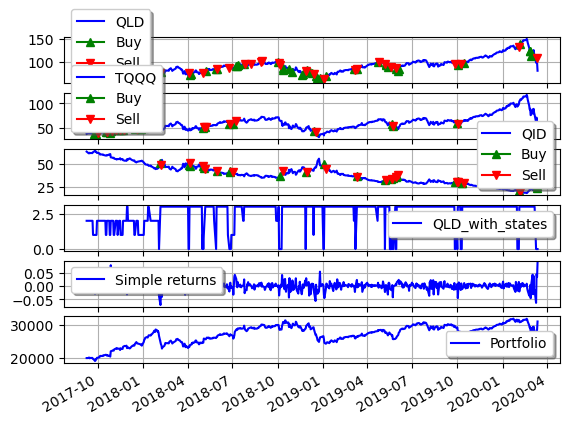 QLD
Buy
Sell
150
100
TQQQ
Buy
Sell
100
50
QID
Buy
Sell
50
25
QLD_with_states
2.5
0.0
Simple returns
0.05
0.00
−0.05
Portfolio
30000
20000
2017-10 2018-01 2018-04 2018-07 2018-10 2019-01 2019-04 2019-07 2019-10 2020-01 2020-04